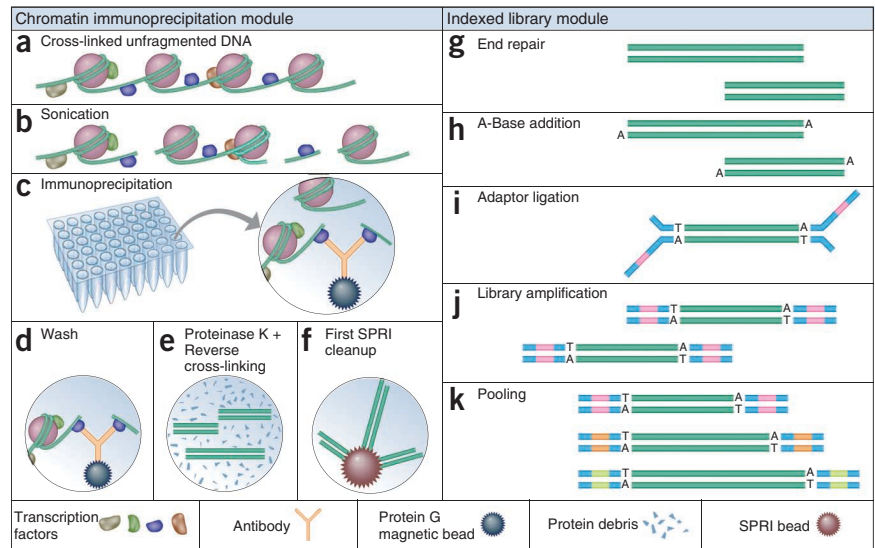 Chromatin immunoprecipitation module
a Cross-linked unfragmented DNA
b Sonication
c Immunoprecipitation
d Wash
e Proteinase K +
Reverse
cross-linking
f First SPRI
cleanup
Indexed library module
g End repair
h A-Base addition
A
A
A
A
i Adaptor ligation
T A
A T
j Library amplification
T A
A T
T A
A T
k Pooling
T A
A T
T A
A T
T A
A T
Transcription
factors
Antibody
Protein G
magnetic bead
Protein debris
SPRI bead